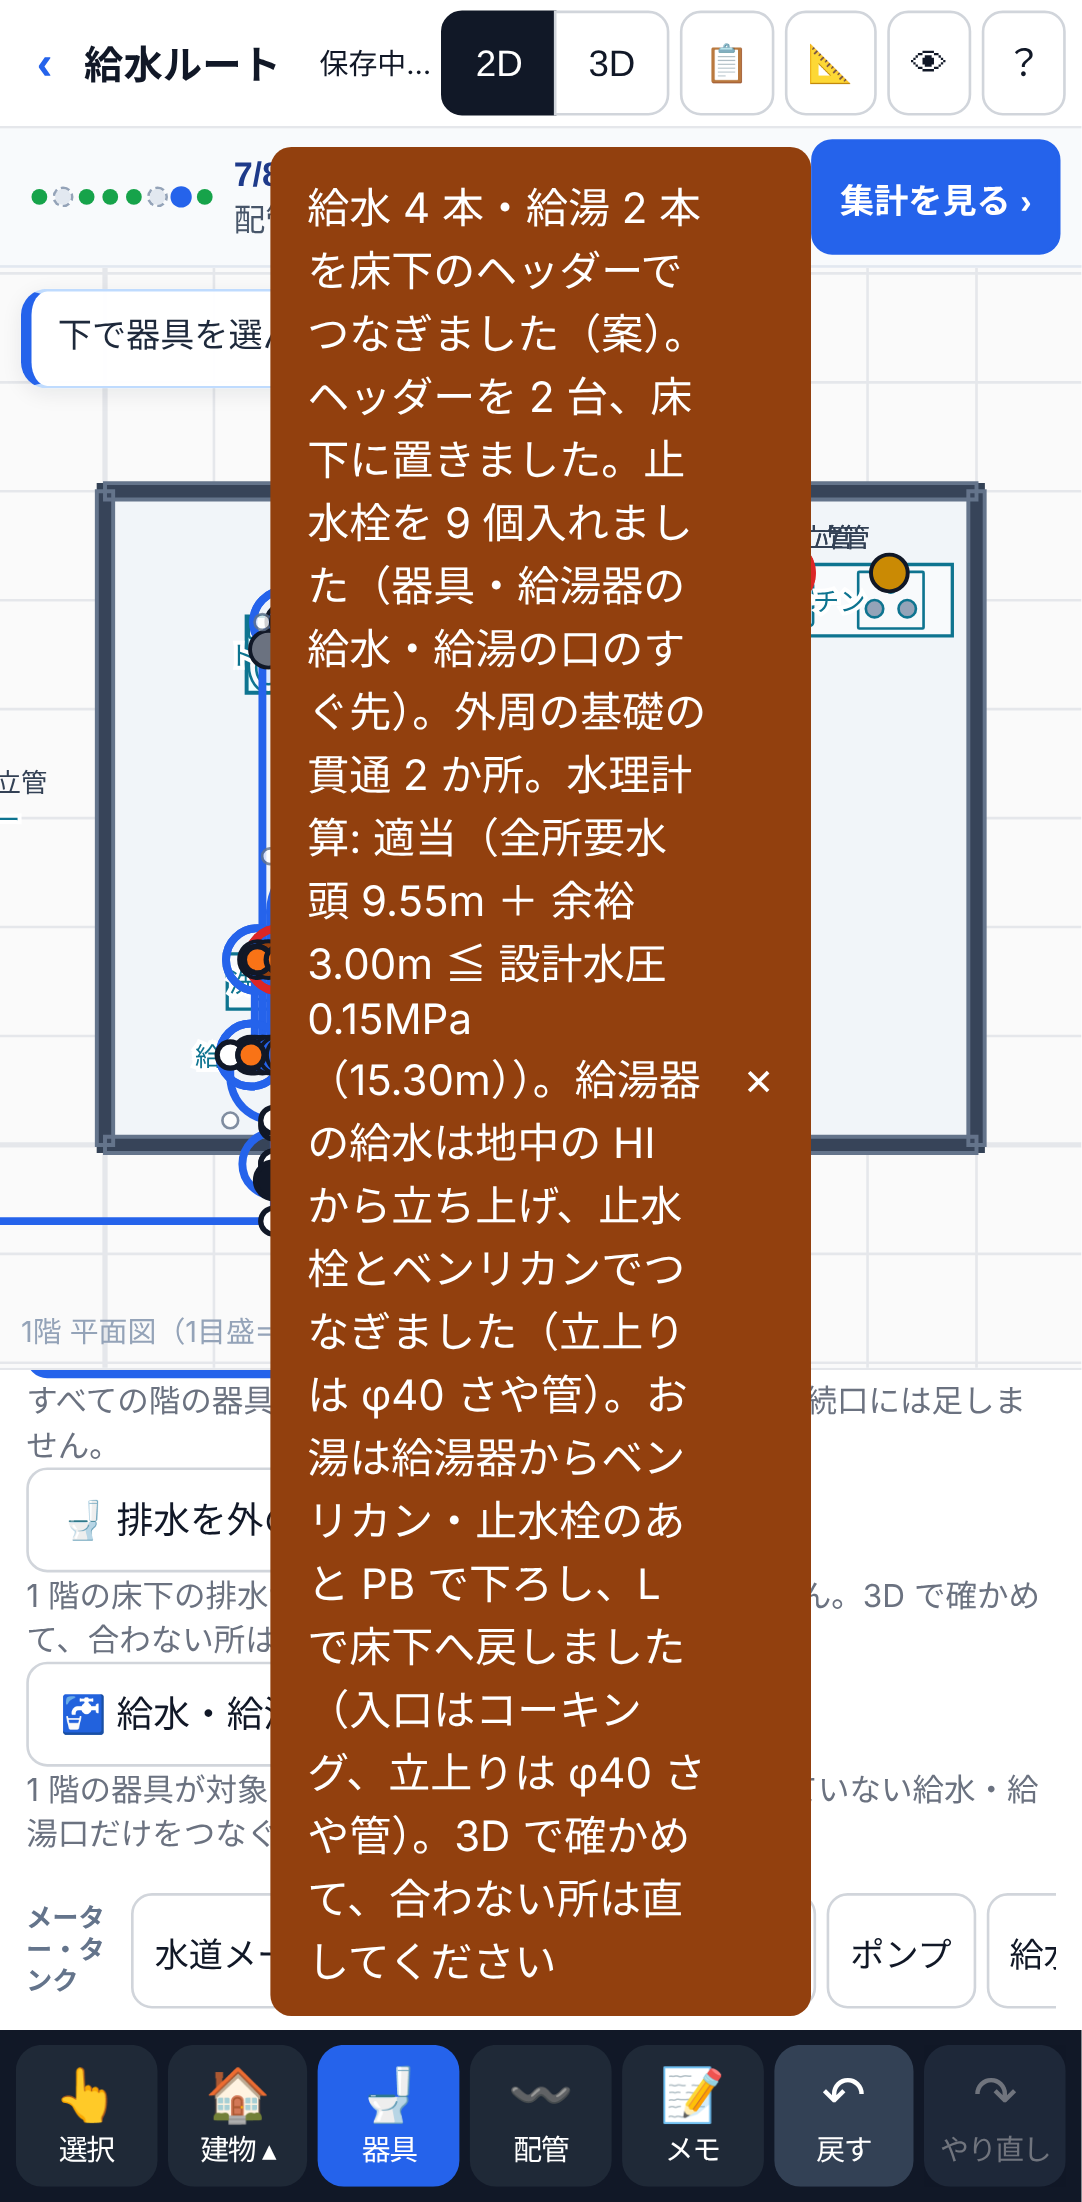 ‹ 給水ルート 保存中… 2D 3D ?
7/8
配
集計を見る ›
下で器具を選
給水 4 本・給湯 2 本
を床下のヘッダーで
つなぎました（案）。
ヘッダーを 2 台、床
下に置きました。止
水栓を 9 個入れまし
た（器具・給湯器の
給水・給湯の口のす
ぐ先）。外周の基礎の
貫通 2 か所。水理計
算: 適当（全所要水
頭 9.55m ＋ 余裕
3.00m ≦ 設計水圧
0.15MPa
（15.30m））。給湯器
の給水は地中の HI
から立ち上げ、止水
栓とベンリカンでつ
なぎました（立上り
は φ40 さや管）。お
湯は給湯器からベン
リカン・止水栓のあ
と PB で下ろし、L
で床下へ戻しました
（入口はコーキン
グ、立上りは φ40 さ
や管）。3D で確かめ
て、合わない所は直
してください
×
立管
チン
立管
給
1階 平面図（1目盛=
すべての階の器具
続口には足しま
せん。
排水を外
1 階の床下の排水
ん。3D で確かめ
て、合わない所は
給水・給
1 階の器具が対象
いない給水・給
湯口だけをつなぐ
メータ
ー・タ
ンク
水道メー
ポンプ
給
選択 建物▲ 器具 配管 メモ 戻す やり直し